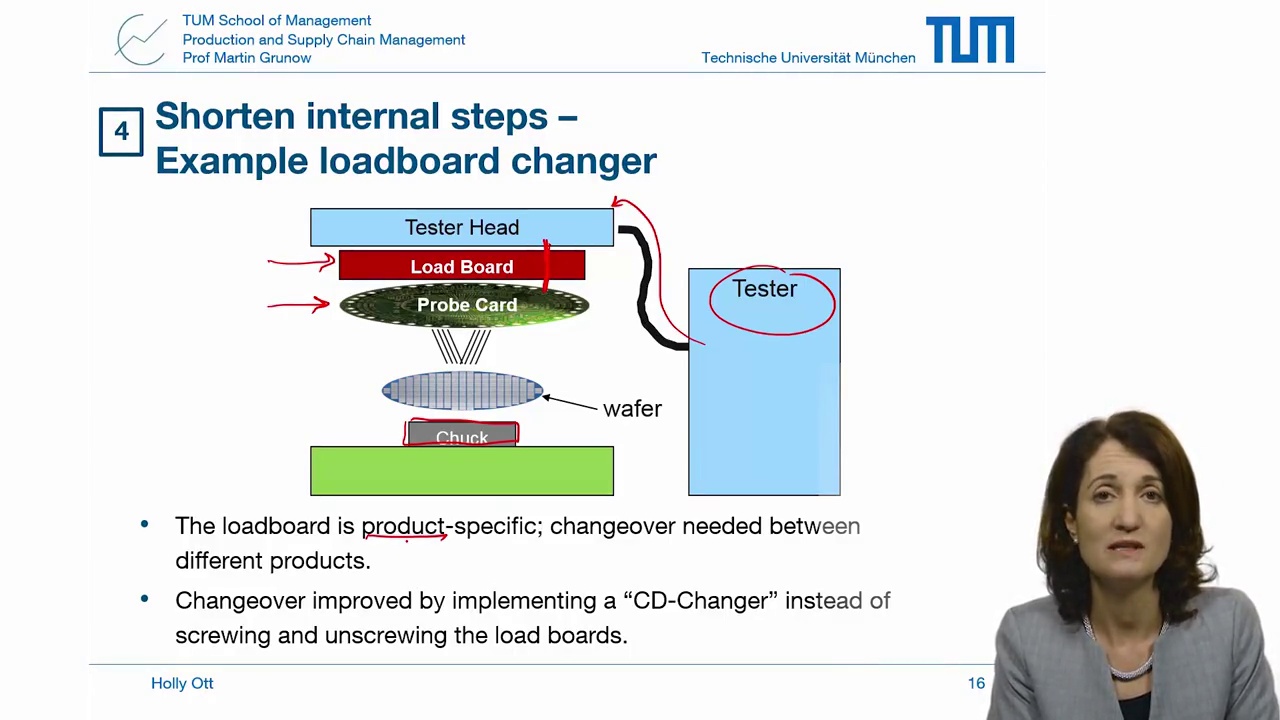 TUM School of Management
Production and Supply Chain Management
Prof Martin Grunow
Technische Universität München
TUM
4
Shorten internal steps –
Example loadboard changer
Tester Head
Load Board
Probe Card
Tester
wafer
Chuck
• The loadboard is product-specific; changeover needed between
different products.
• Changeover improved by implementing a “CD-Changer” instead of
screwing and unscrewing the load boards.
Holly Ott
16